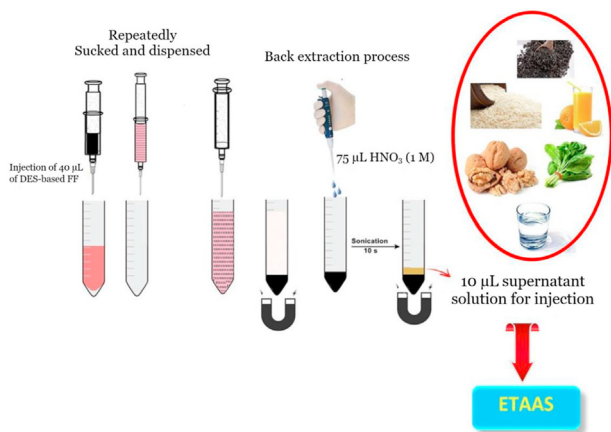 Repeatedly
Sucked and dispensed
Back extraction process
Injection of 40 µL
of DES-based FF
75 µL HNO₃ (1 M)
Sonication
10 s
10 µL supernatant
solution for injection
ETAAS